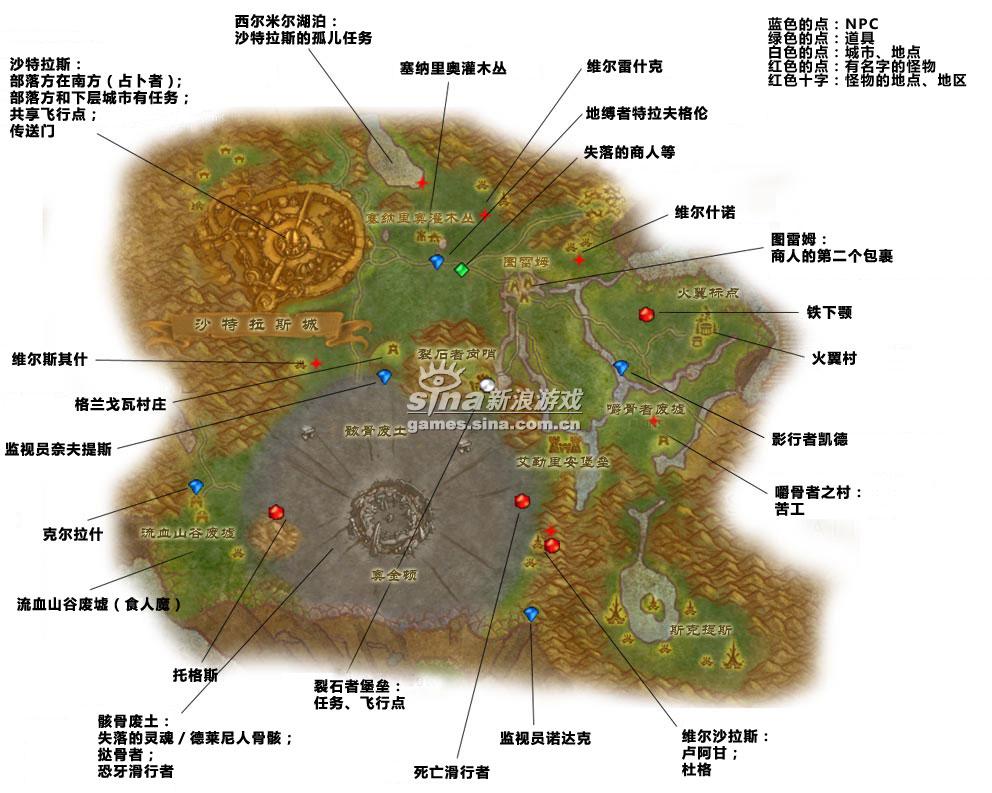 西尔米尔湖泊：
沙特拉斯的孤儿任务
蓝色的点：NPC
绿色的点：道具
白色的点：城市、地点
红色的点：有名字的怪物
红色十字：怪物的地点、地区
沙特拉斯：
部落方在南方（占卜者）；
部落方和下层城市有任务；
共享飞行点；
传送门
塞纳里奥灌木丛
维尔雷什克
地缚者特拉夫格伦
失落的商人等
维尔什诺
图雷姆：
商人的第二个包裹
塞纳里奥灌木丛
图雷姆
火翼标点
铁下颚
沙特拉斯城
火翼村
维尔斯其什
裂石者岗哨
格兰戈瓦村庄
sina新浪游戏
games.sina.com.cn
嚼骨者废墟
骸骨废土
影行者凯德
监视员奈夫提斯
艾勒里安堡垒
嚼骨者之村：
苦工
克尔拉什
流血山谷废墟
奥金顿
流血山谷废墟（食人魔）
斯克提斯
托格斯
裂石者堡垒：
任务、飞行点
骸骨废土：
失落的灵魂/德莱尼人骨骸；
挞骨者；
恐牙滑行者
监视员诺达克
死亡滑行者
维尔沙拉斯：
卢阿甘；
杜格